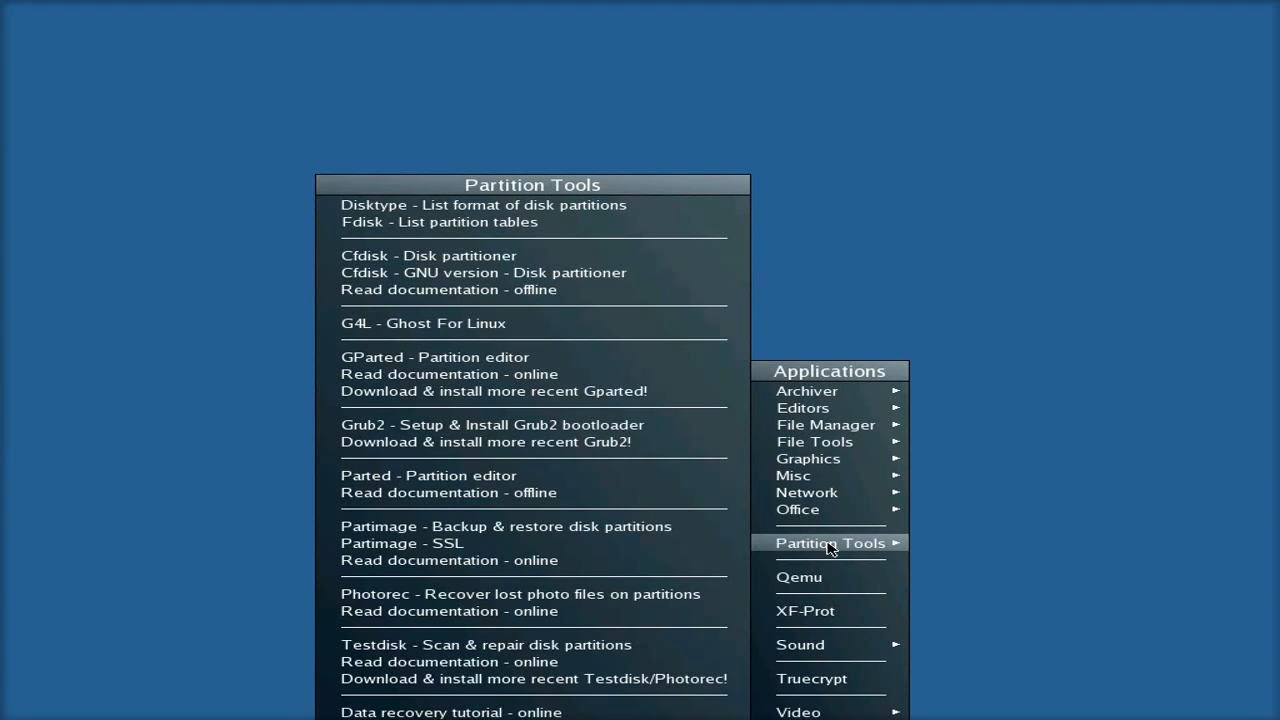 Partition Tools
Disktype - List format of disk partitions
Fdisk - List partition tables
Cfdisk - Disk partitioner
Cfdisk - GNU version - Disk partitioner
Read documentation - offline
G4L - Ghost For Linux
GParted - Partition editor
Read documentation - online
Download & install more recent Gparted!
Grub2 - Setup & Install Grub2 bootloader
Download & install more recent Grub2!
Parted - Partition editor
Read documentation - offline
Partimage - Backup & restore disk partitions
Partimage - SSL
Read documentation - online
Photorec - Recover lost photo files on partitions
Read documentation - online
Testdisk - Scan & repair disk partitions
Read documentation - online
Download & install more recent Testdisk/Photorec!
Data recovery tutorial - online
Applications
Archiver
Editors
File Manager
File Tools
Graphics
Misc
Network
Office
Partition Tools
Qemu
XF-Prot
Sound
Truecrypt
Video